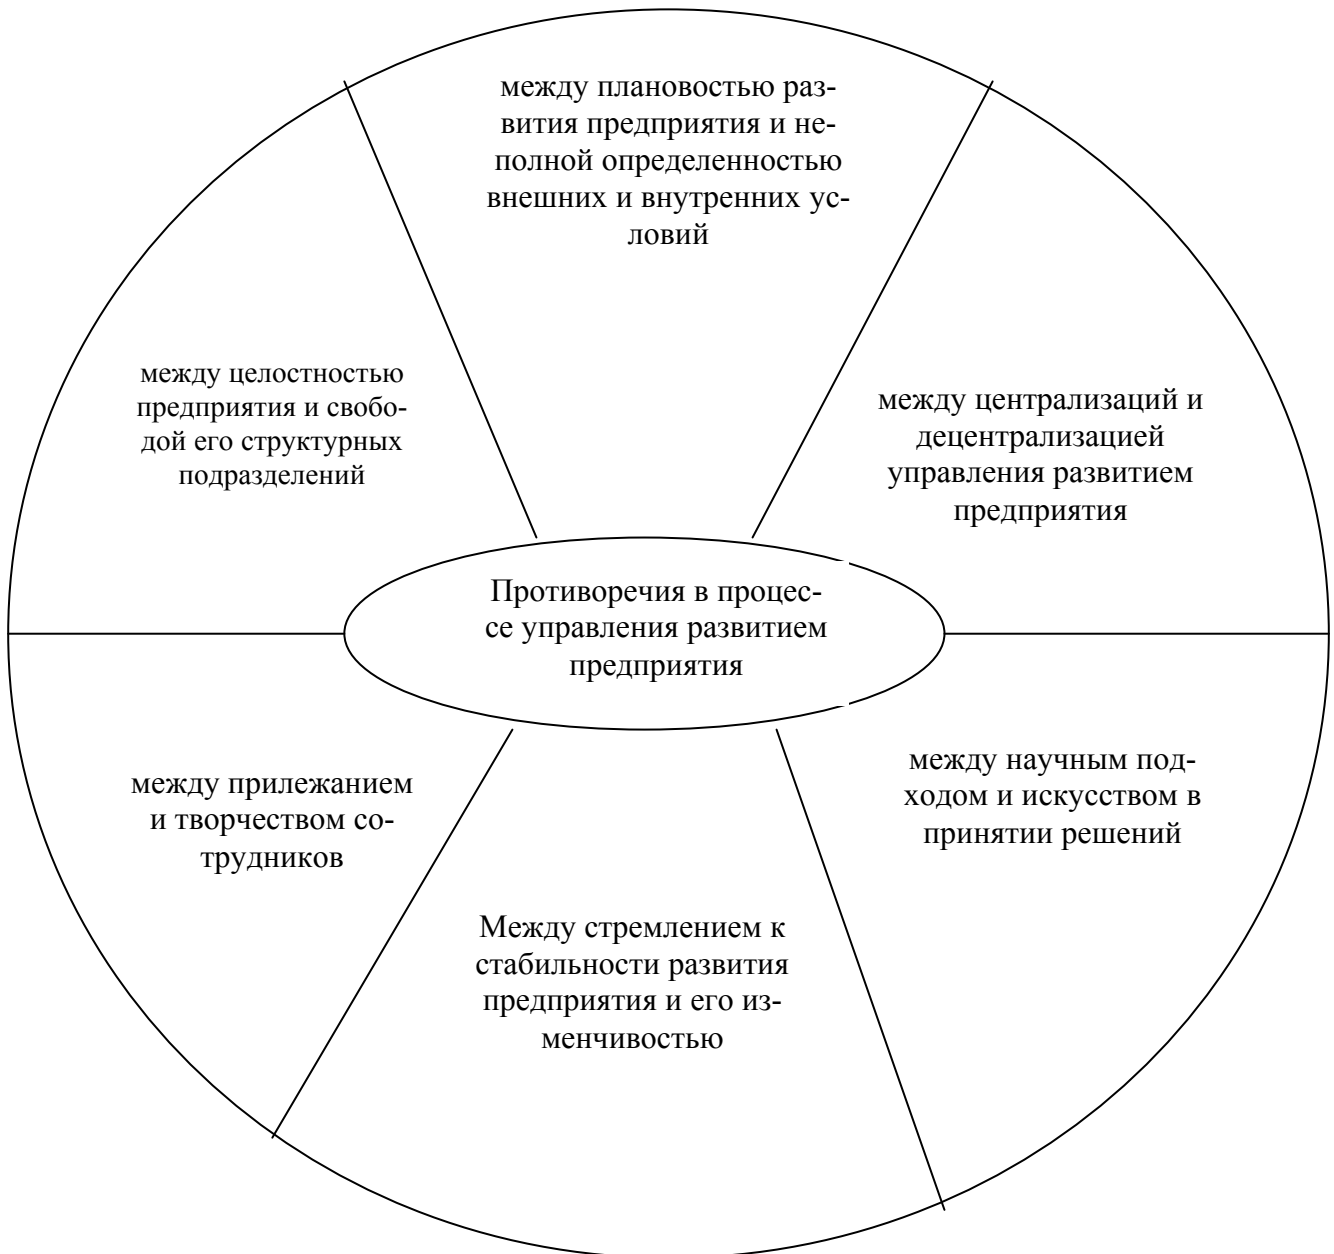 между плановостью раз-
вития предприятия и не-
полной определенностью
внешних и внутренних ус-
ловий
между целостностью
предприятия и свобо-
дой его структурных
подразделений
между централизаций и
децентрализацией
управления развитием
предприятия
Противоречия в процес-
се управления развитием
предприятия
между прилежанием
и творчеством со-
трудников
между научным под-
ходом и искусством в
принятии решений
Между стремлением к
стабильности развития
предприятия и его из-
менчивостью